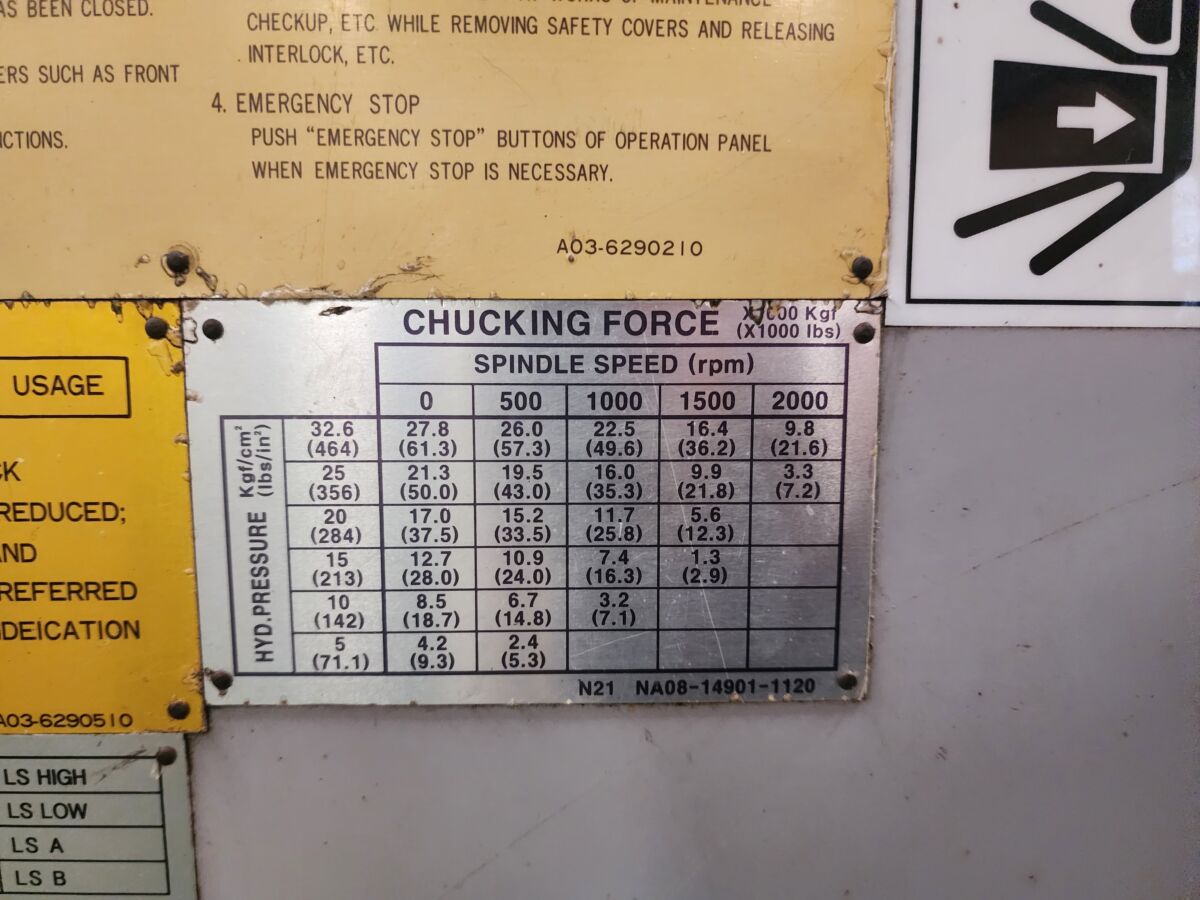 AS BEEN CLOSED.
ERS SUCH AS FRONT
NCTIONS.
WORKS OF MAINTENANCE
CHECKUP, ETC. WHILE REMOVING SAFETY COVERS AND RELEASING
INTERLOCK, ETC.
4. EMERGENCY STOP
PUSH "EMERGENCY STOP" BUTTONS OF OPERATION PANEL
WHEN EMERGENCY STOP IS NECESSARY.
A03-6290210
USAGE
CK
REDUCED;
AND
REFERRED
NDEICATION
A03-6290510
CHUCKING FORCE X1000 Kgf
(X1000 lbs)
SPINDLE SPEED (rpm)
0 500 1000 1500 2000
HYD. PRESSURE Kgf/cm²
(lbs/in²)
32.6 27.8 26.0 22.5 16.4 9.8
(464) (61.3) (57.3) (49.6) (36.2) (21.6)
25 21.3 19.5 16.0 9.9 3.3
(356) (50.0) (43.0) (35.3) (21.8) (7.2)
20 17.0 15.2 11.7 5.6
(284) (37.5) (33.5) (25.8) (12.3)
15 12.7 10.9 7.4 1.3
(213) (28.0) (24.0) (16.3) (2.9)
10 8.5 6.7 3.2
(142) (18.7) (14.8) (7.1)
5 4.2 2.4
(71.1) (9.3) (5.3)
N21 NA08-14901-1120
LS HIGH
LS LOW
LS A
LS B